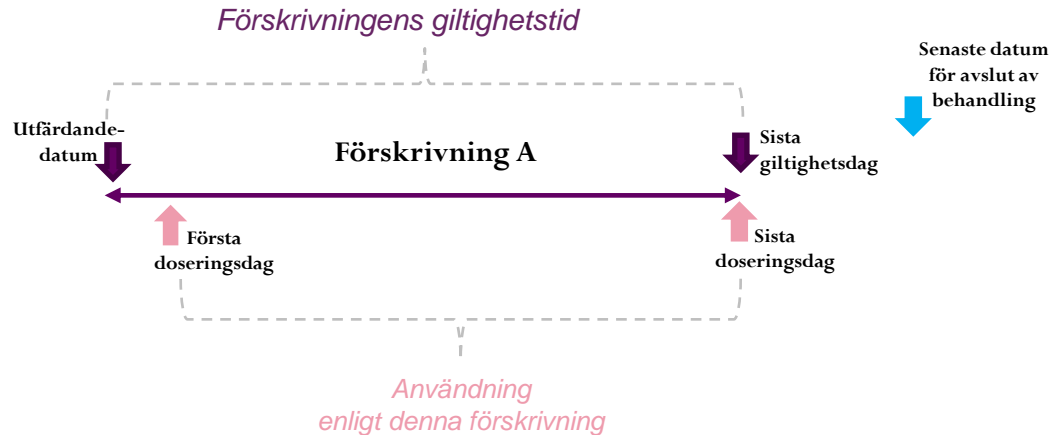 Förskrivningens giltighetstid
Senaste datum
för avslut av
behandling
Utfärdande-
datum
Förskrivning A
Sista
giltighetsdag
Första
doseringsdag
Sista
doseringsdag
Användning
enligt denna förskrivning